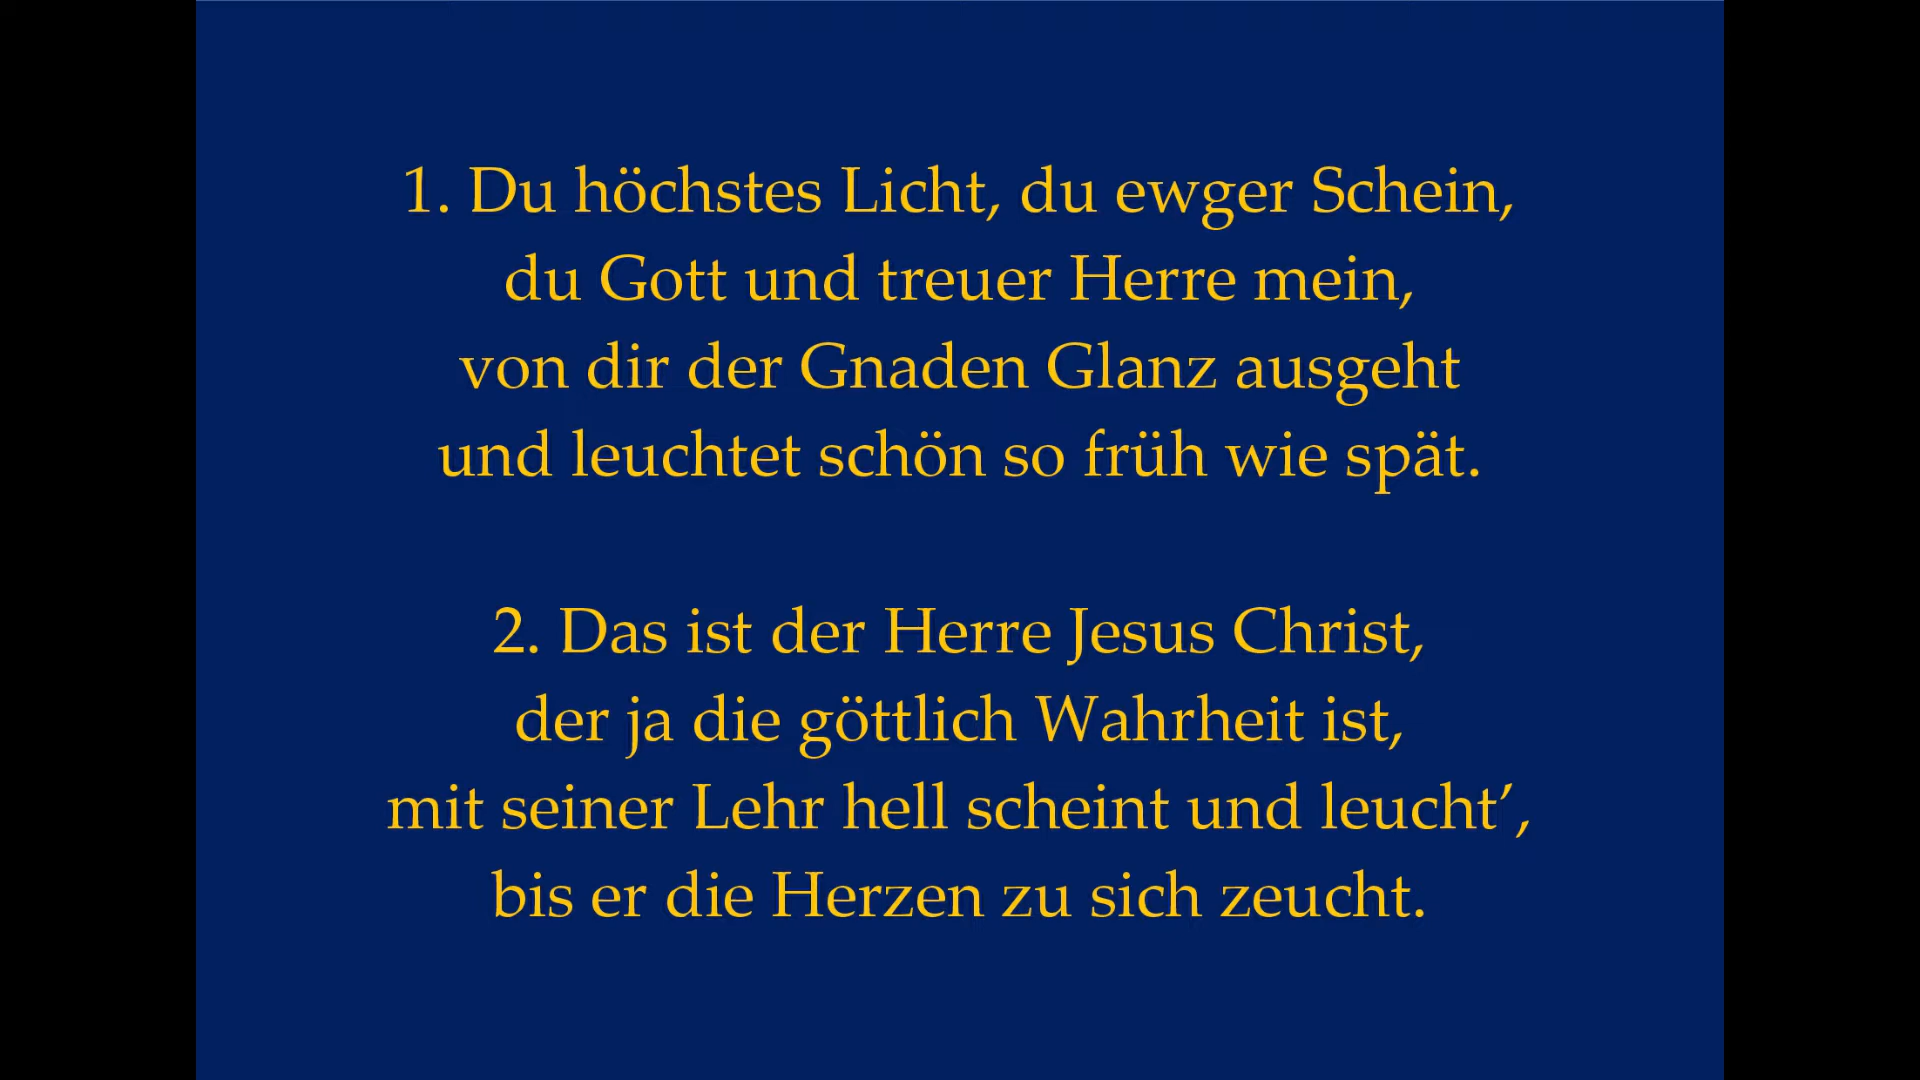 1. Du höchstes Licht, du ewger Schein,
du Gott und treuer Herre mein,
von dir der Gnaden Glanz ausgeht
und leuchtet schön so früh wie spät.
2. Das ist der Herre Jesus Christ,
der ja die göttlich Wahrheit ist,
mit seiner Lehr hell scheint und leucht’,
bis er die Herzen zu sich zeucht.